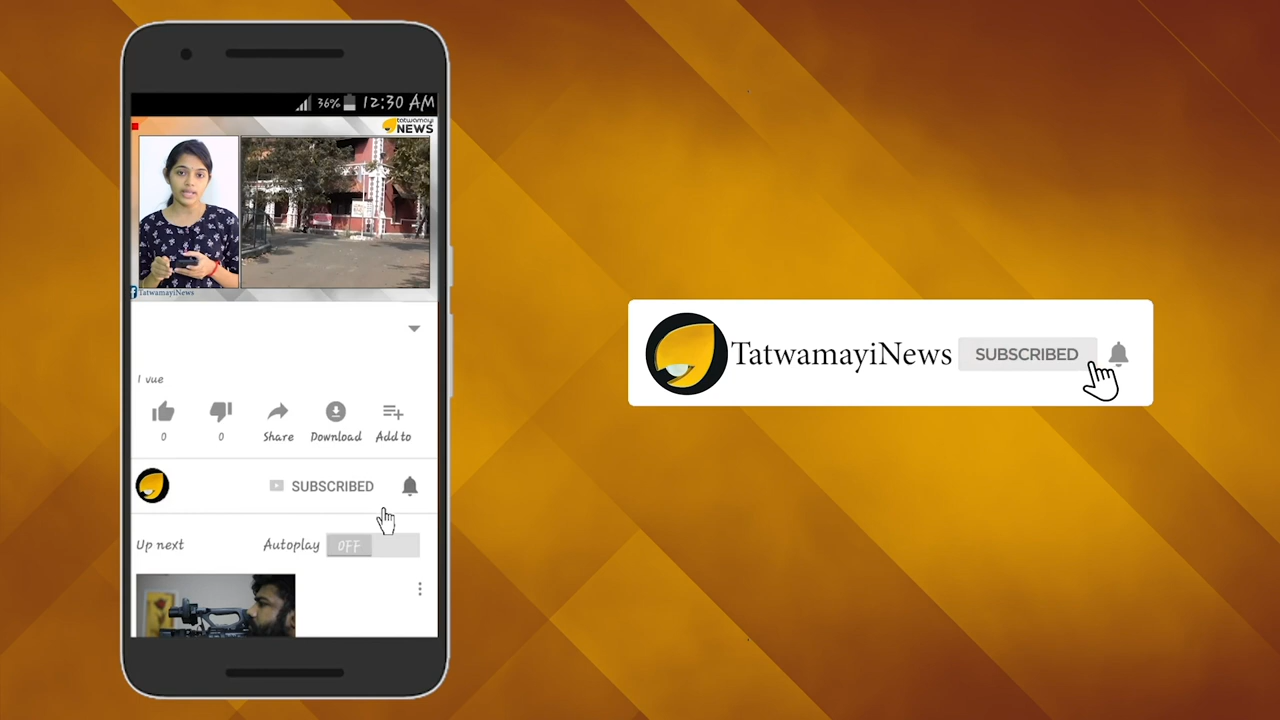 36% 12:30 AM
tatwamayi
NEWS
f TatwamayiNews
1 vue
0 0 Share Download Add to
SUBSCRIBED
Up next Autoplay OFF
TatwamayiNews SUBSCRIBED